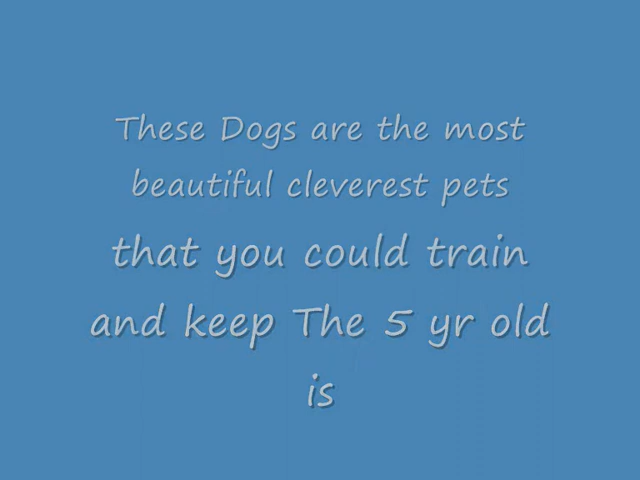 These Dogs are the most
beautiful cleverest pets
that you could train
and keep The 5 yr old
is